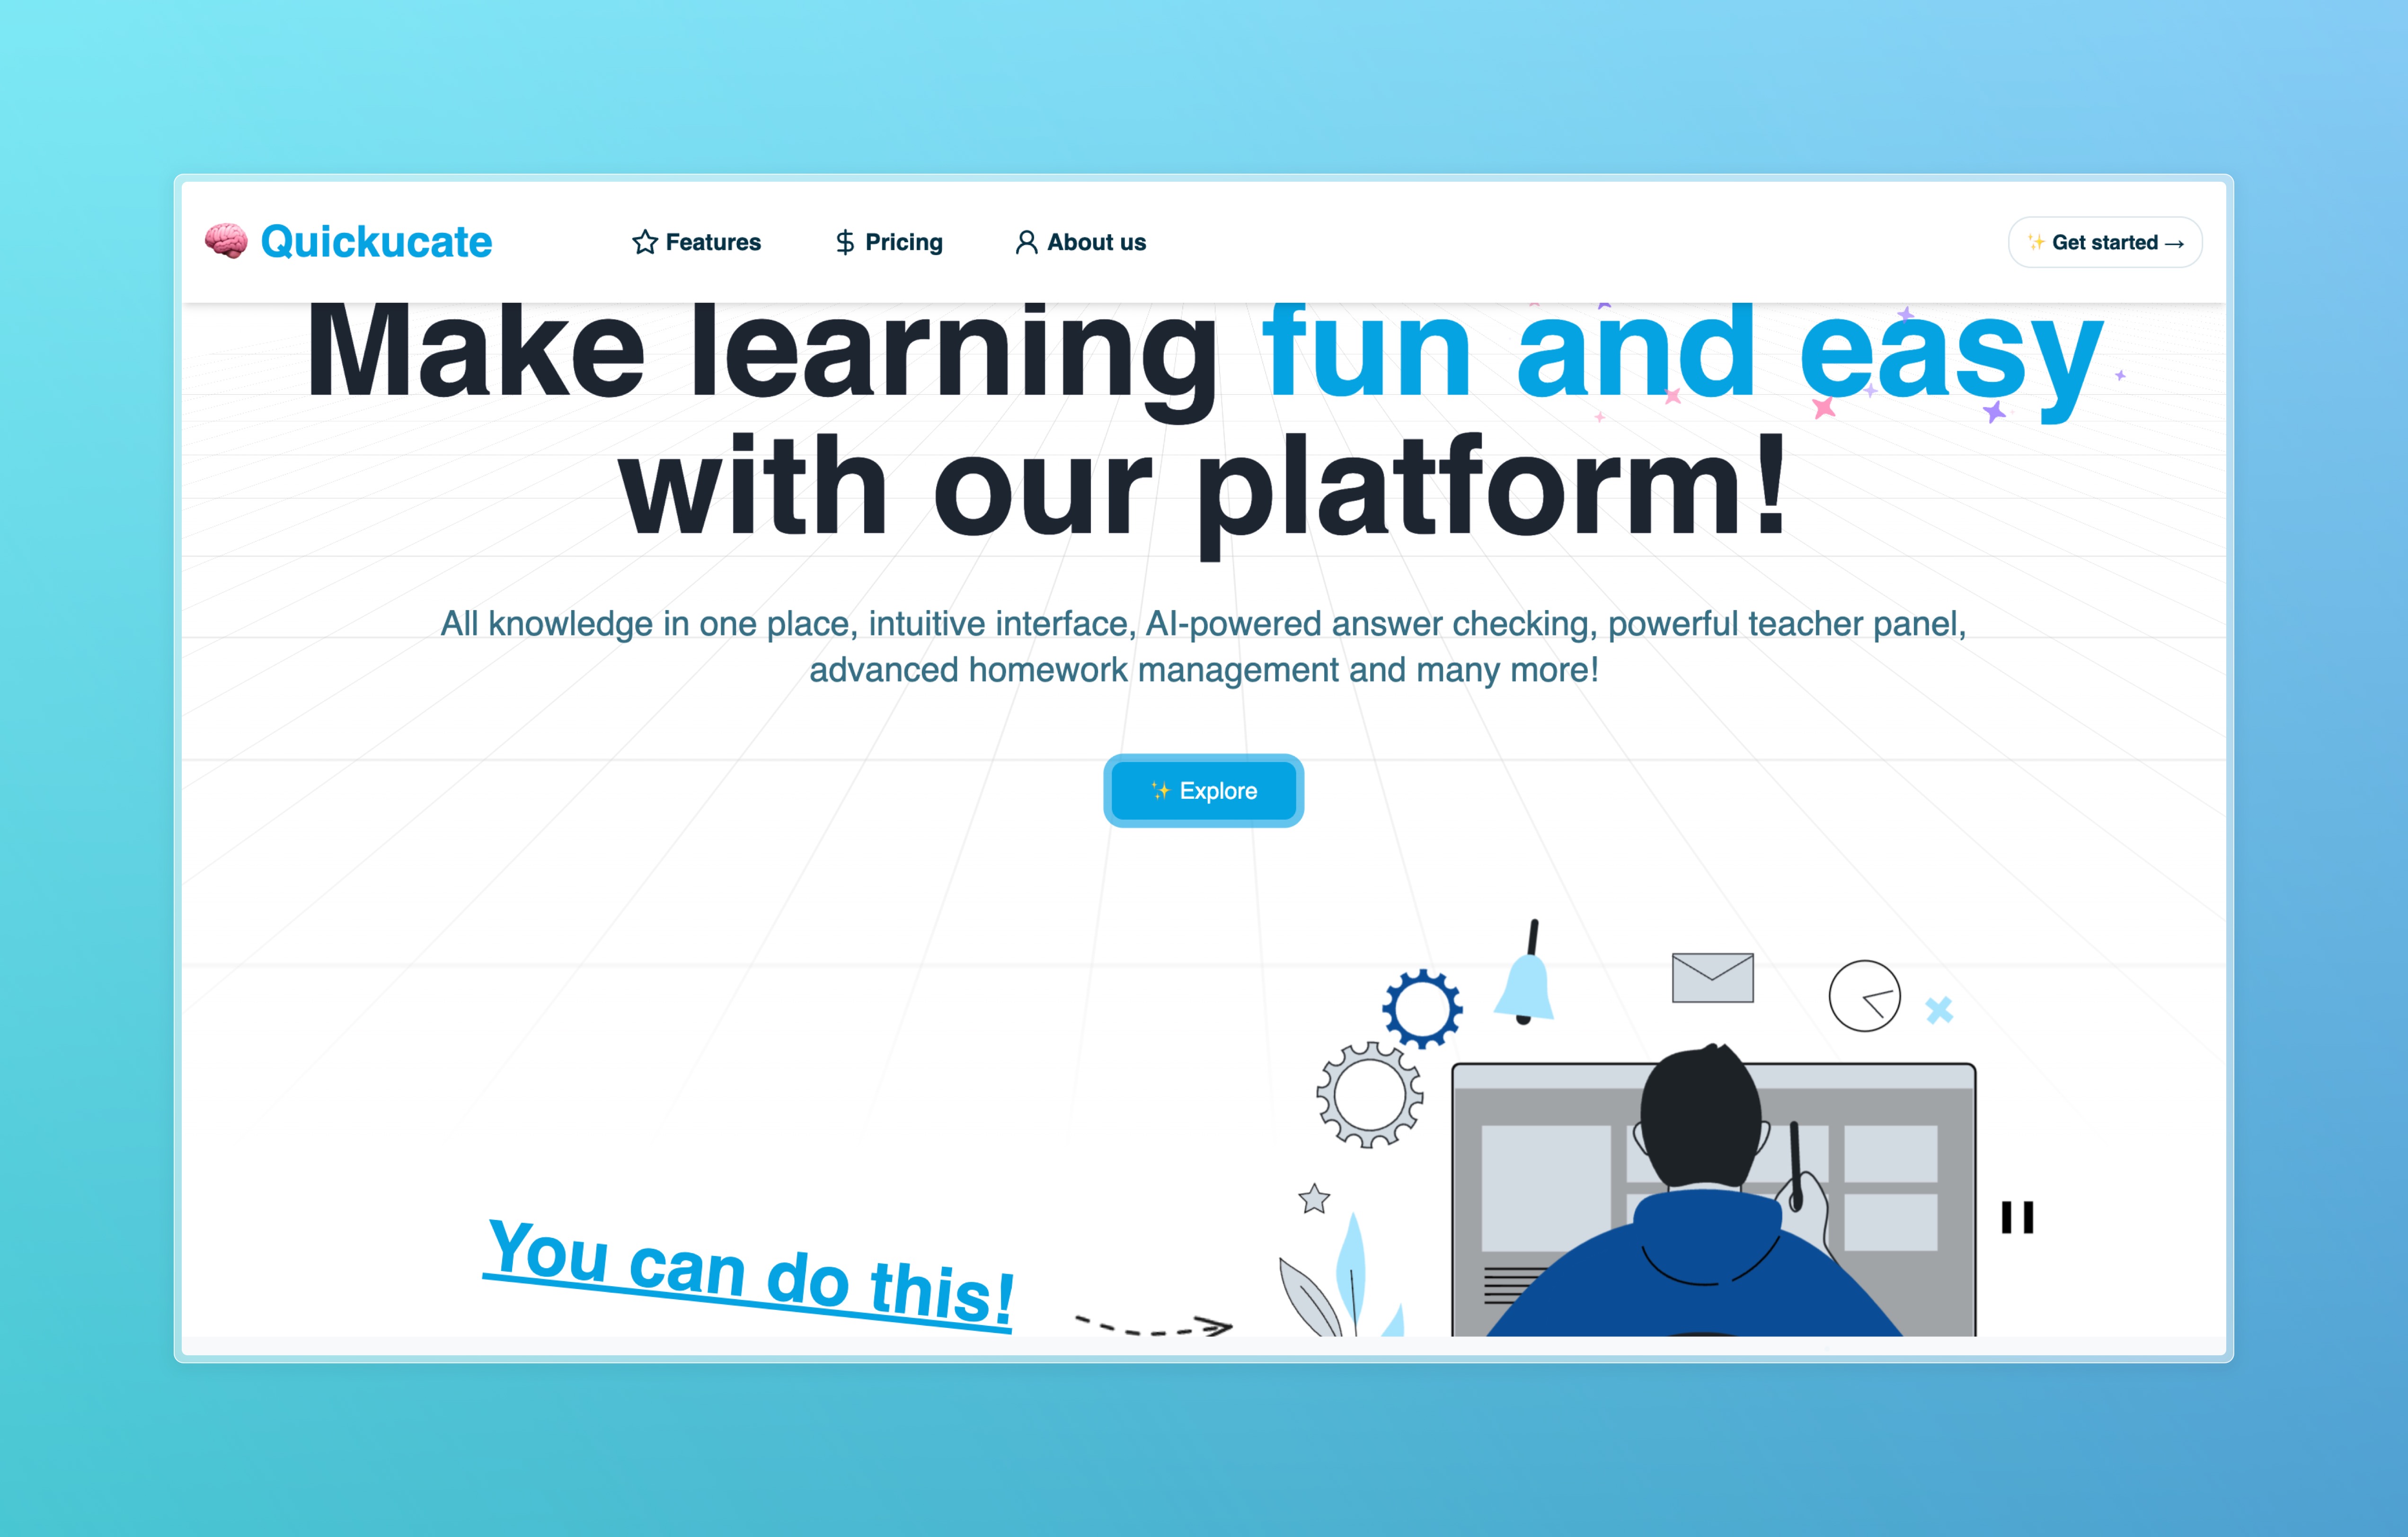 🧠 Quickucate
Features
Pricing
About us
✨ Get started →
Make learning fun and easy
with our platform!
All knowledge in one place, intuitive interface, AI-powered answer checking, powerful teacher panel,
advanced homework management and many more!
✨ Explore
You can do this!